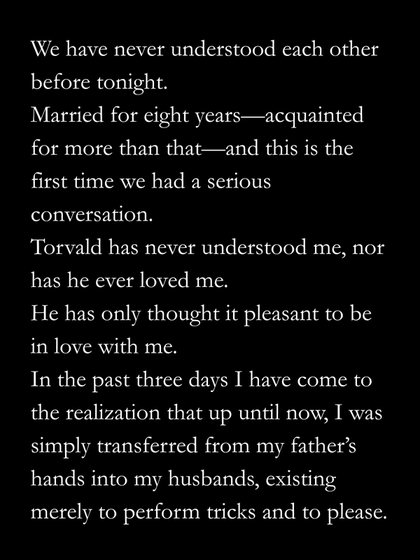 We have never understood each other
before tonight.
Married for eight years—acquainted
for more than that—and this is the
first time we had a serious
conversation.
Torvald has never understood me, nor
has he ever loved me.
He has only thought it pleasant to be
in love with me.
In the past three days I have come to
the realization that up until now, I was
simply transferred from my father’s
hands into my husbands, existing
merely to perform tricks and to please.